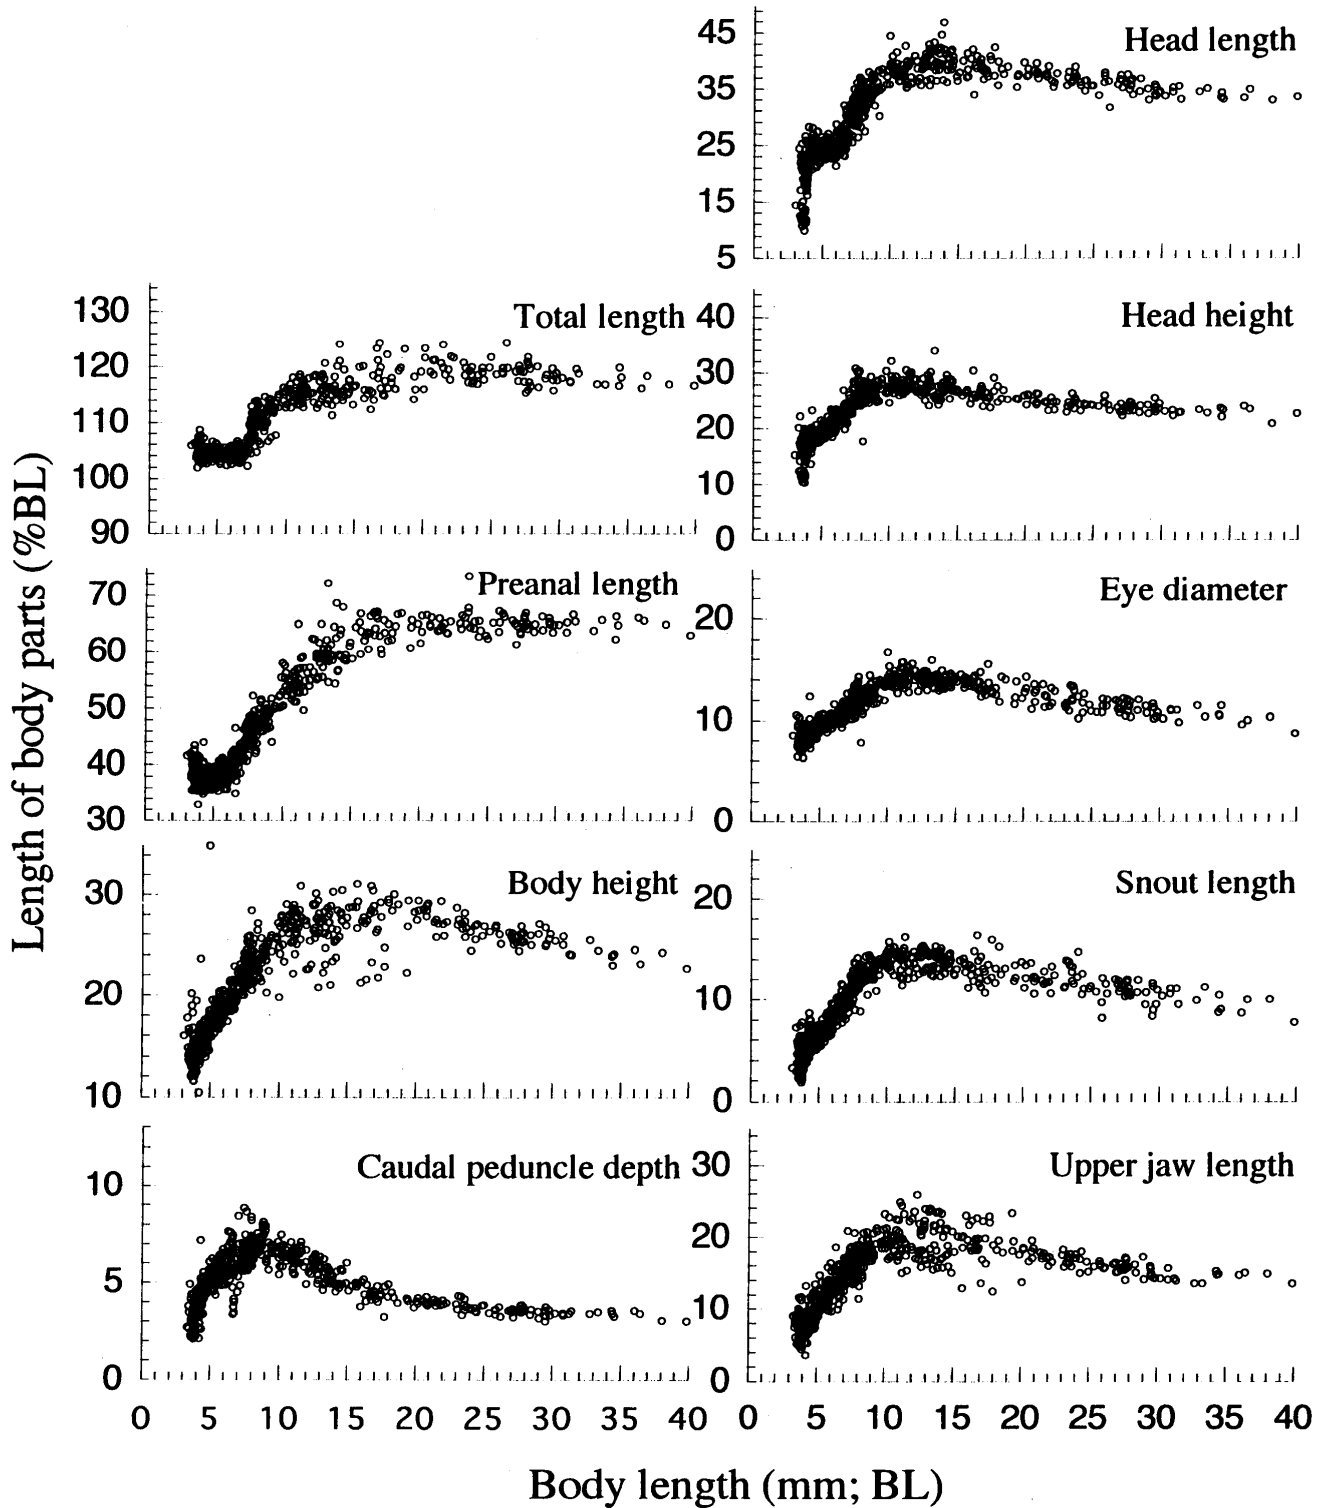 Length of body parts (%BL)
Head length
45
35
25
15
5
Total length
130
120
110
100
90
Head height
40
30
20
10
0
Preanal length
70
60
50
40
30
Eye diameter
20
10
0
Body height
30
20
10
Snout length
20
10
0
Caudal peduncle depth
10
5
0
Upper jaw length
30
20
10
0
0 5 10 15 20 25 30 35 40
0 5 10 15 20 25 30 35 40
Body length (mm; BL)